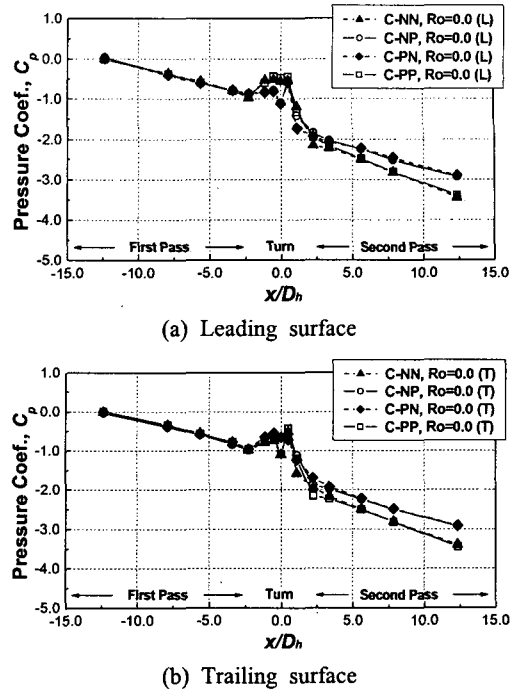 C-NN, Ro=0.0 (L)
C-NP, Ro=0.0 (L)
C-PN, Ro=0.0 (L)
C-PP, Ro=0.0 (L)
Pressure Coef., Cp
1.0
0.0
-1.0
-2.0
-3.0
-4.0
-5.0
First Pass
Turn
Second Pass
-15.0 -10.0 -5.0 0.0 5.0 10.0 15.0
x/Dh
(a) Leading surface
C-NN, Ro=0.0 (T)
C-NP, Ro=0.0 (T)
C-PN, Ro=0.0 (T)
C-PP, Ro=0.0 (T)
Pressure Coef., Cp
1.0
0.0
-1.0
-2.0
-3.0
-4.0
-5.0
First Pass
Turn
Second Pass
-15.0 -10.0 -5.0 0.0 5.0 10.0 15.0
x/Dh
(b) Trailing surface